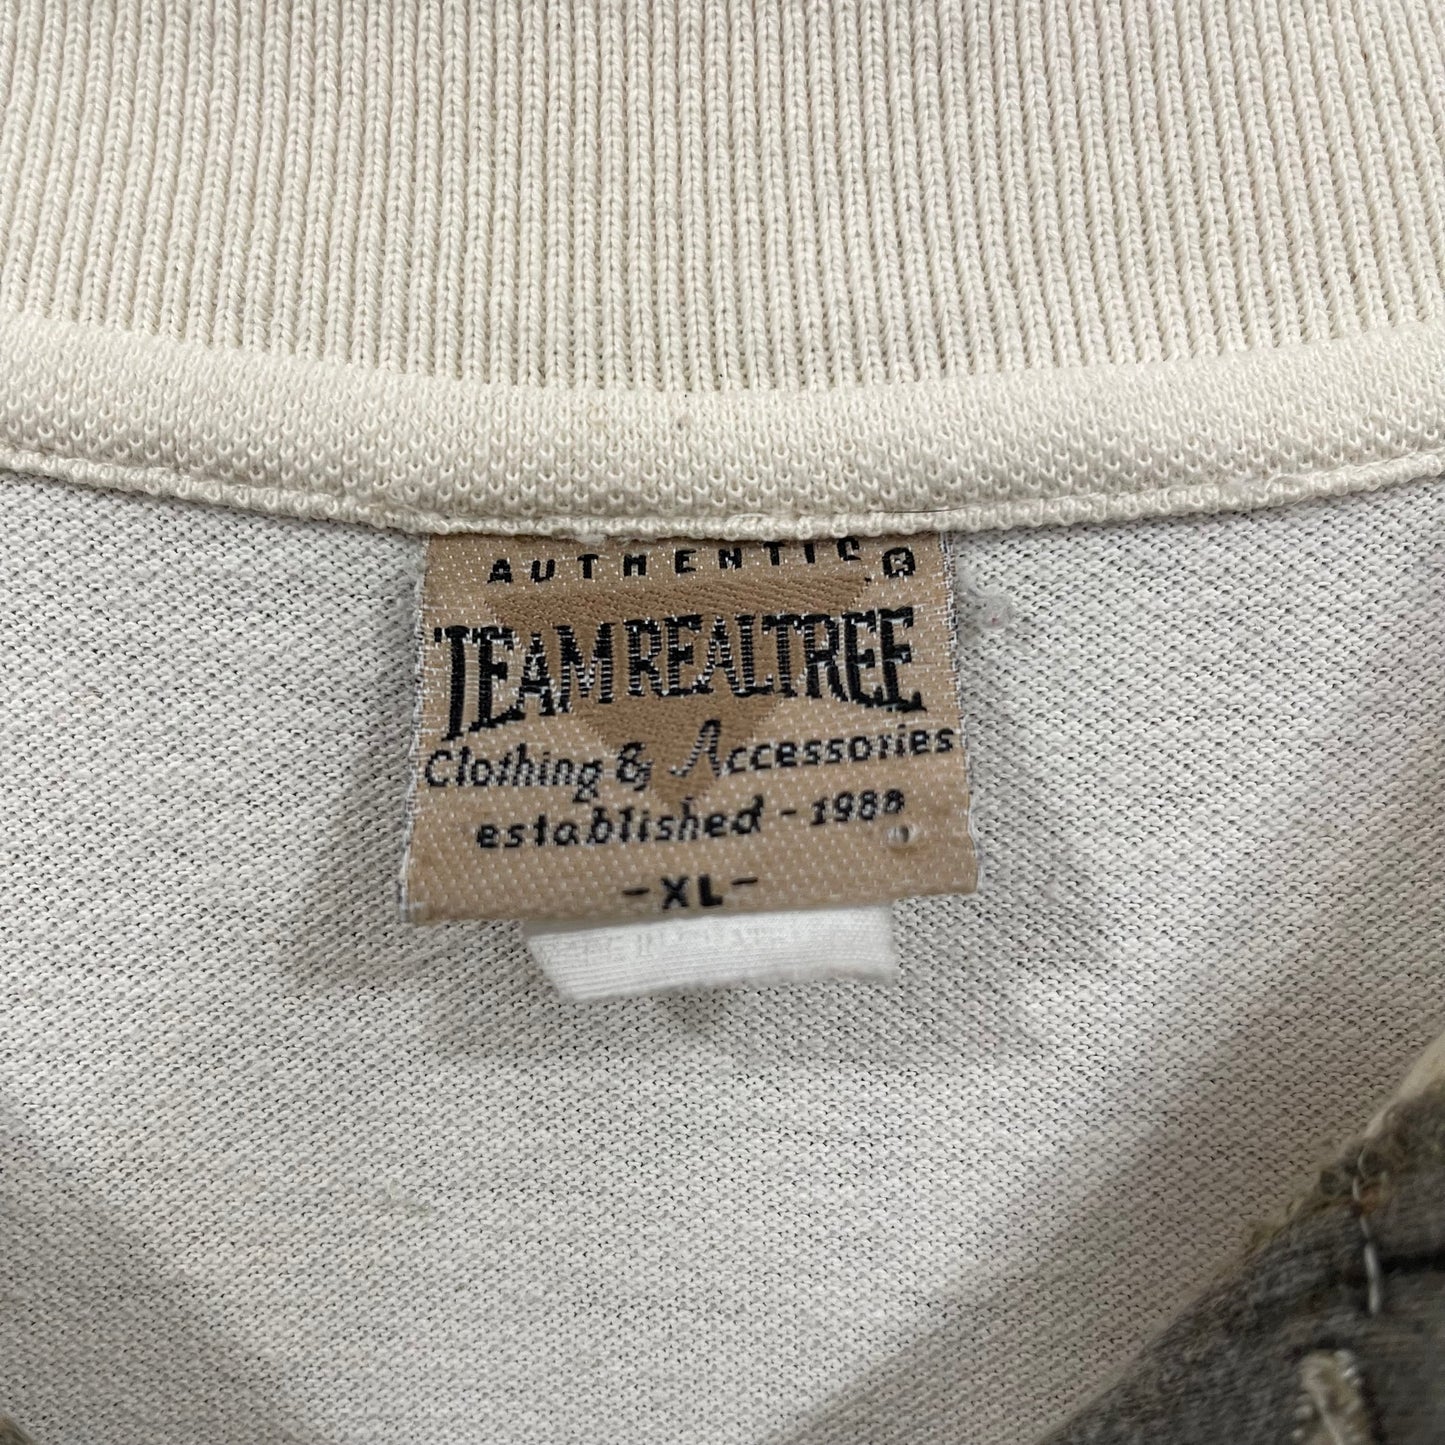 AUTHENTIC ®
TEAM REALTREE
Clothing & Accessories
established - 1988
- XL -